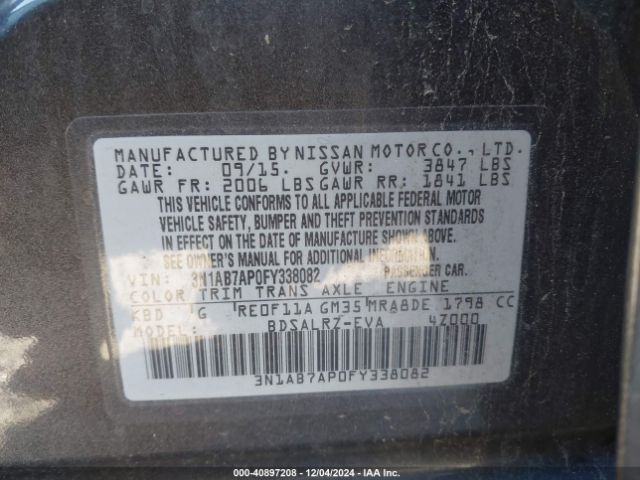 MANUFACTURED BY NISSAN MOTOR CO., LTD.
DATE: 09/15. GVWR: 3847 LBS
GAWR FR: 2006 LBS GAWR RR: 1841 LBS
THIS VEHICLE CONFORMS TO ALL APPLICABLE FEDERAL MOTOR
VEHICLE SAFETY, BUMPER AND THEFT PREVENTION STANDARDS
IN EFFECT ON THE DATE OF MANUFACTURE SHOWN ABOVE.
SEE OWNER'S MANUAL FOR ADDITIONAL INFORMATION.
VIN: 3N1AB7AP0FY338082 PASSENGER CAR.
COLOR TRIM TRANS AXLE ENGINE
KBD G RE0F11A GM35 MRA8DE 1798 CC
BDSALRZ-EVA 4Z000
3N1AB7AP0FY338082
000-40897208 - 12/04/2024 - IAA Inc.